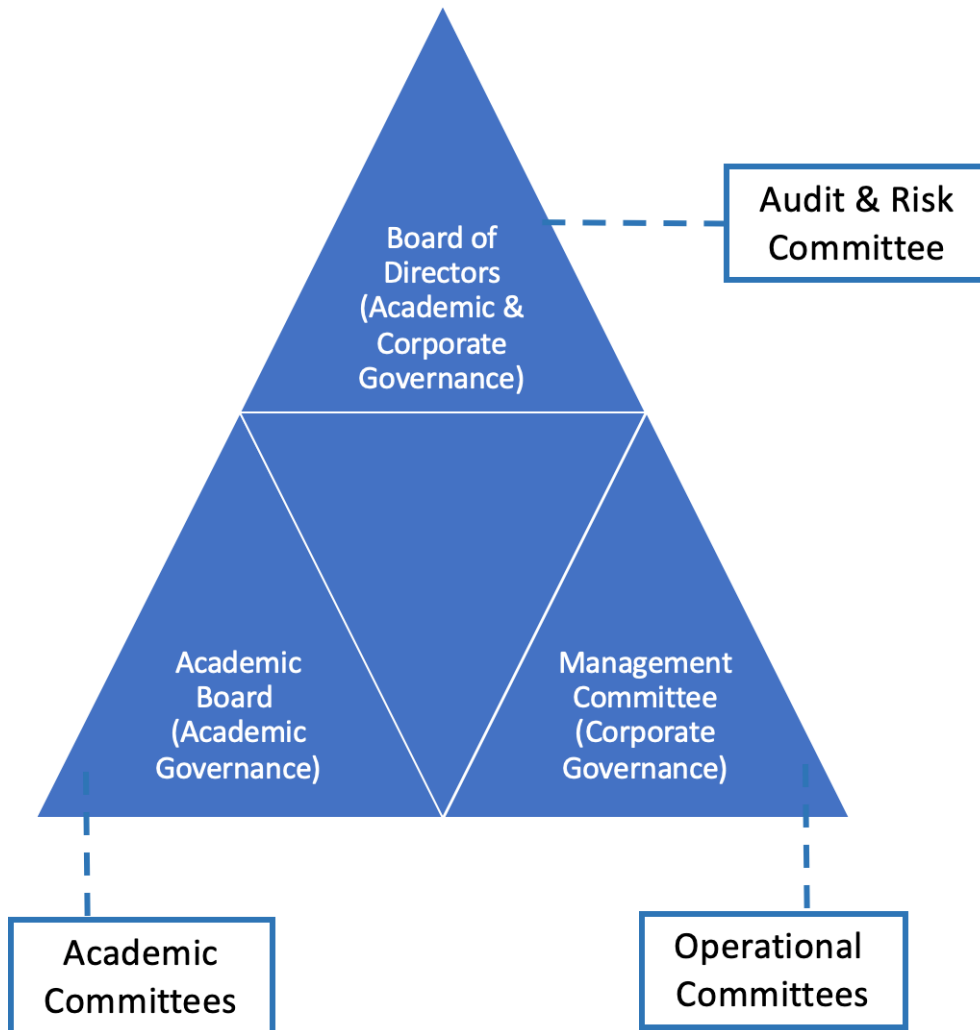 Board of
Directors
(Academic &
Corporate
Governance)
Audit & Risk
Committee
Academic
Board
(Academic
Governance)
Management
Committee
(Corporate
Governance)
Academic
Committees
Operational
Committees